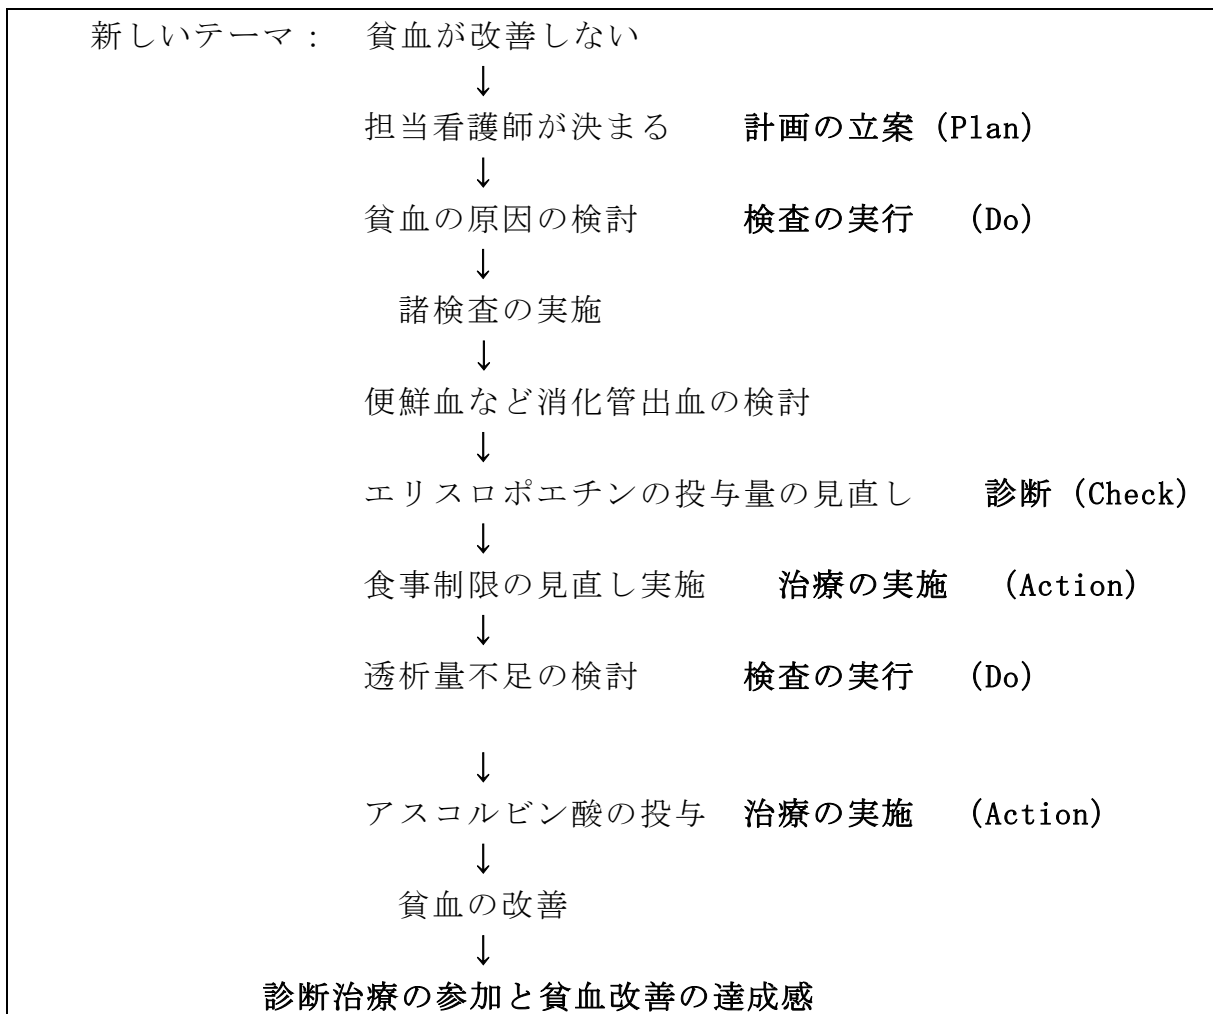 新しいテーマ： 貧血が改善しない
↓
担当看護師が決まる 計画の立案 (Plan)
↓
貧血の原因の検討 検査の実行 (Do)
↓
諸検査の実施
↓
便鮮血など消化管出血の検討
↓
エリスロポエチンの投与量の見直し 診断 (Check)
↓
食事制限の見直し実施 治療の実施 (Action)
↓
透析量不足の検討 検査の実行 (Do)
↓
アスコルビン酸の投与 治療の実施 (Action)
↓
貧血の改善
↓
診断治療の参加と貧血改善の達成感